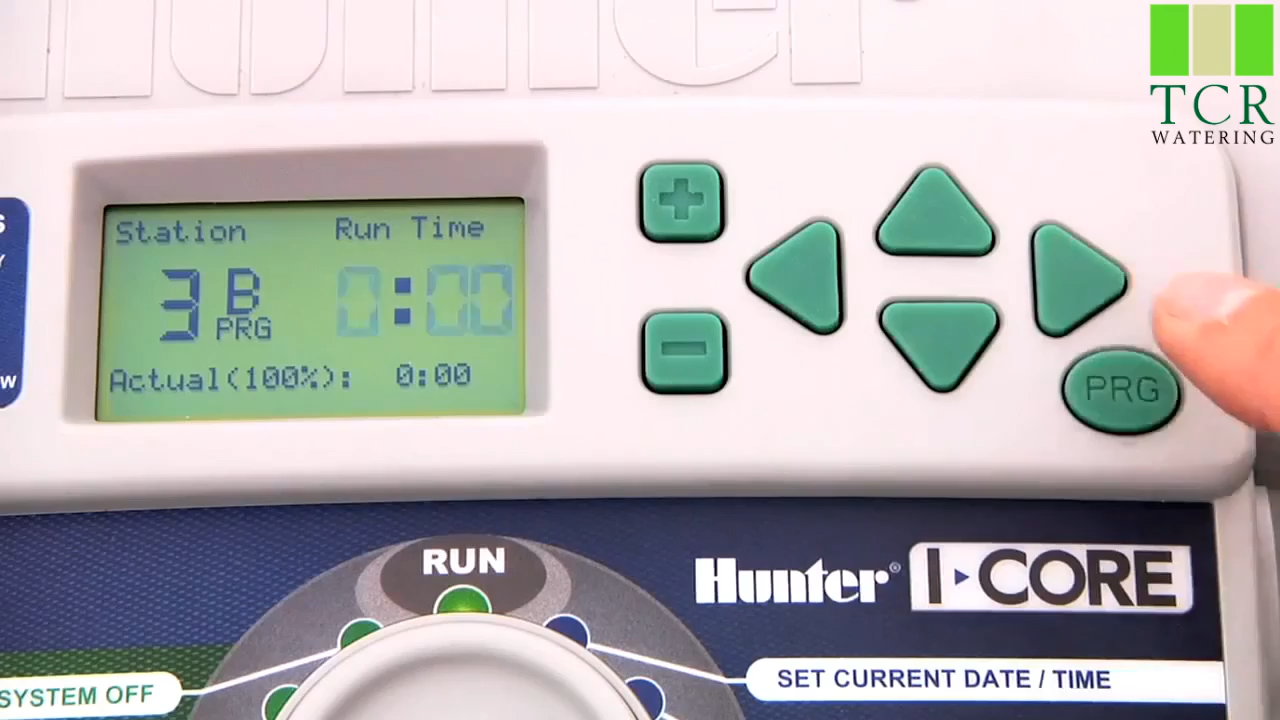 TCR
WATERING
Station Run Time
3 B PRG 0:00
Actual(100%): 0:00
PRG
RUN
Hunter® I CORE
SYSTEM OFF
SET CURRENT DATE / TIME